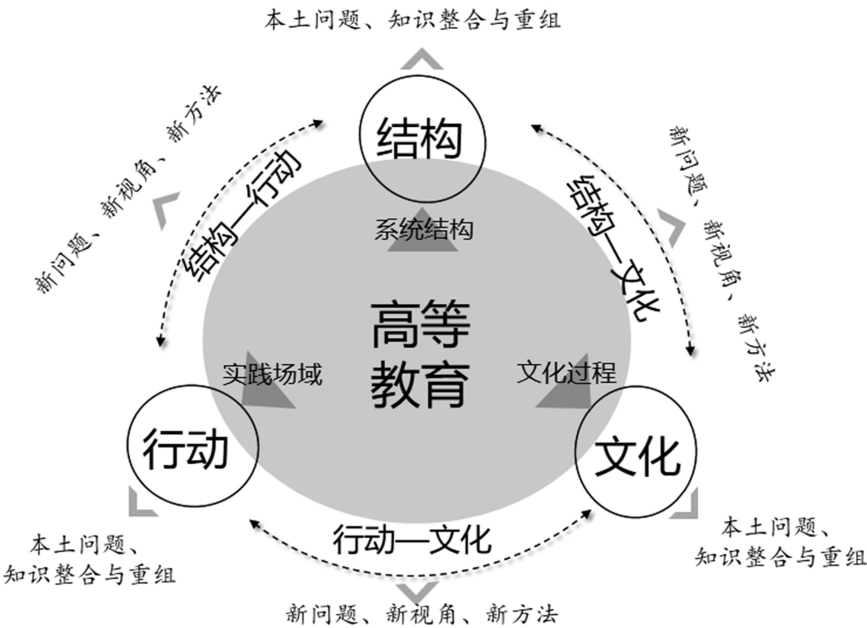 本土问题、知识整合与重组
结构
新问题、新视角、新方法
结构—行动
结构—文化
新问题、新视角、新方法
系统结构
高等
教育
实践场域
文化过程
行动
文化
行动—文化
本土问题、
知识整合与重组
本土问题、
知识整合与重组
新问题、新视角、新方法